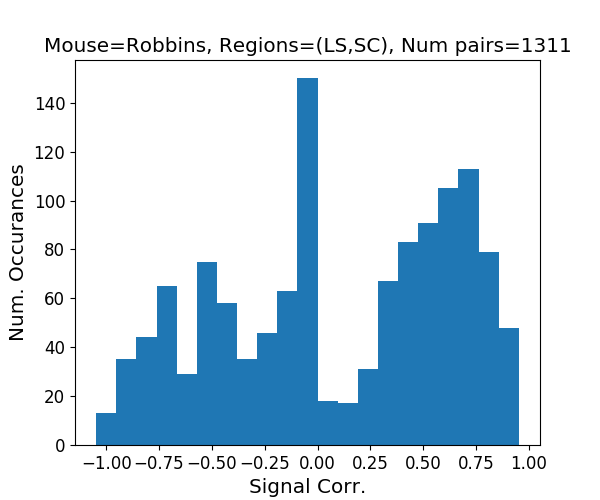 Mouse=Robbins, Regions=(LS,SC), Num pairs=1311
Num. Occurances
140
120
100
80
60
40
20
0
−1.00 −0.75 −0.50 −0.25 0.00 0.25 0.50 0.75 1.00
Signal Corr.